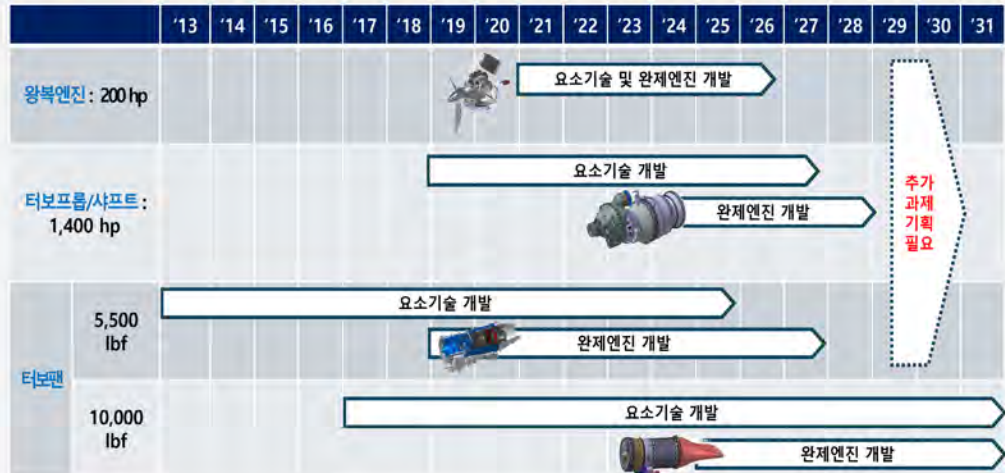 '13 '14 '15 '16 '17 '18 '19 '20 '21 '22 '23 '24 '25 '26 '27 '28 '29 '30 '31
왕복엔진 : 200 hp
요소기술 및 완제엔진 개발
터보프롭/샤프트 :
1,400 hp
요소기술 개발
완제엔진 개발
추가
과제
기획
필요
터보팬
5,500
lbf
요소기술 개발
완제엔진 개발
10,000
lbf
요소기술 개발
완제엔진 개발